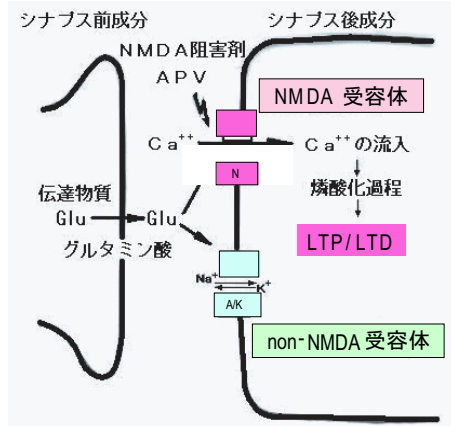 シナプス前成分
シナプス後成分
NMDA阻害剤
APV
NMDA 受容体
Ca⁺⁺
Ca⁺⁺の流入
N
燐酸化過程
伝達物質
Glu
Glu
LTP/LTD
グルタミン酸
Na⁺
K⁺
A/K
non-NMDA 受容体